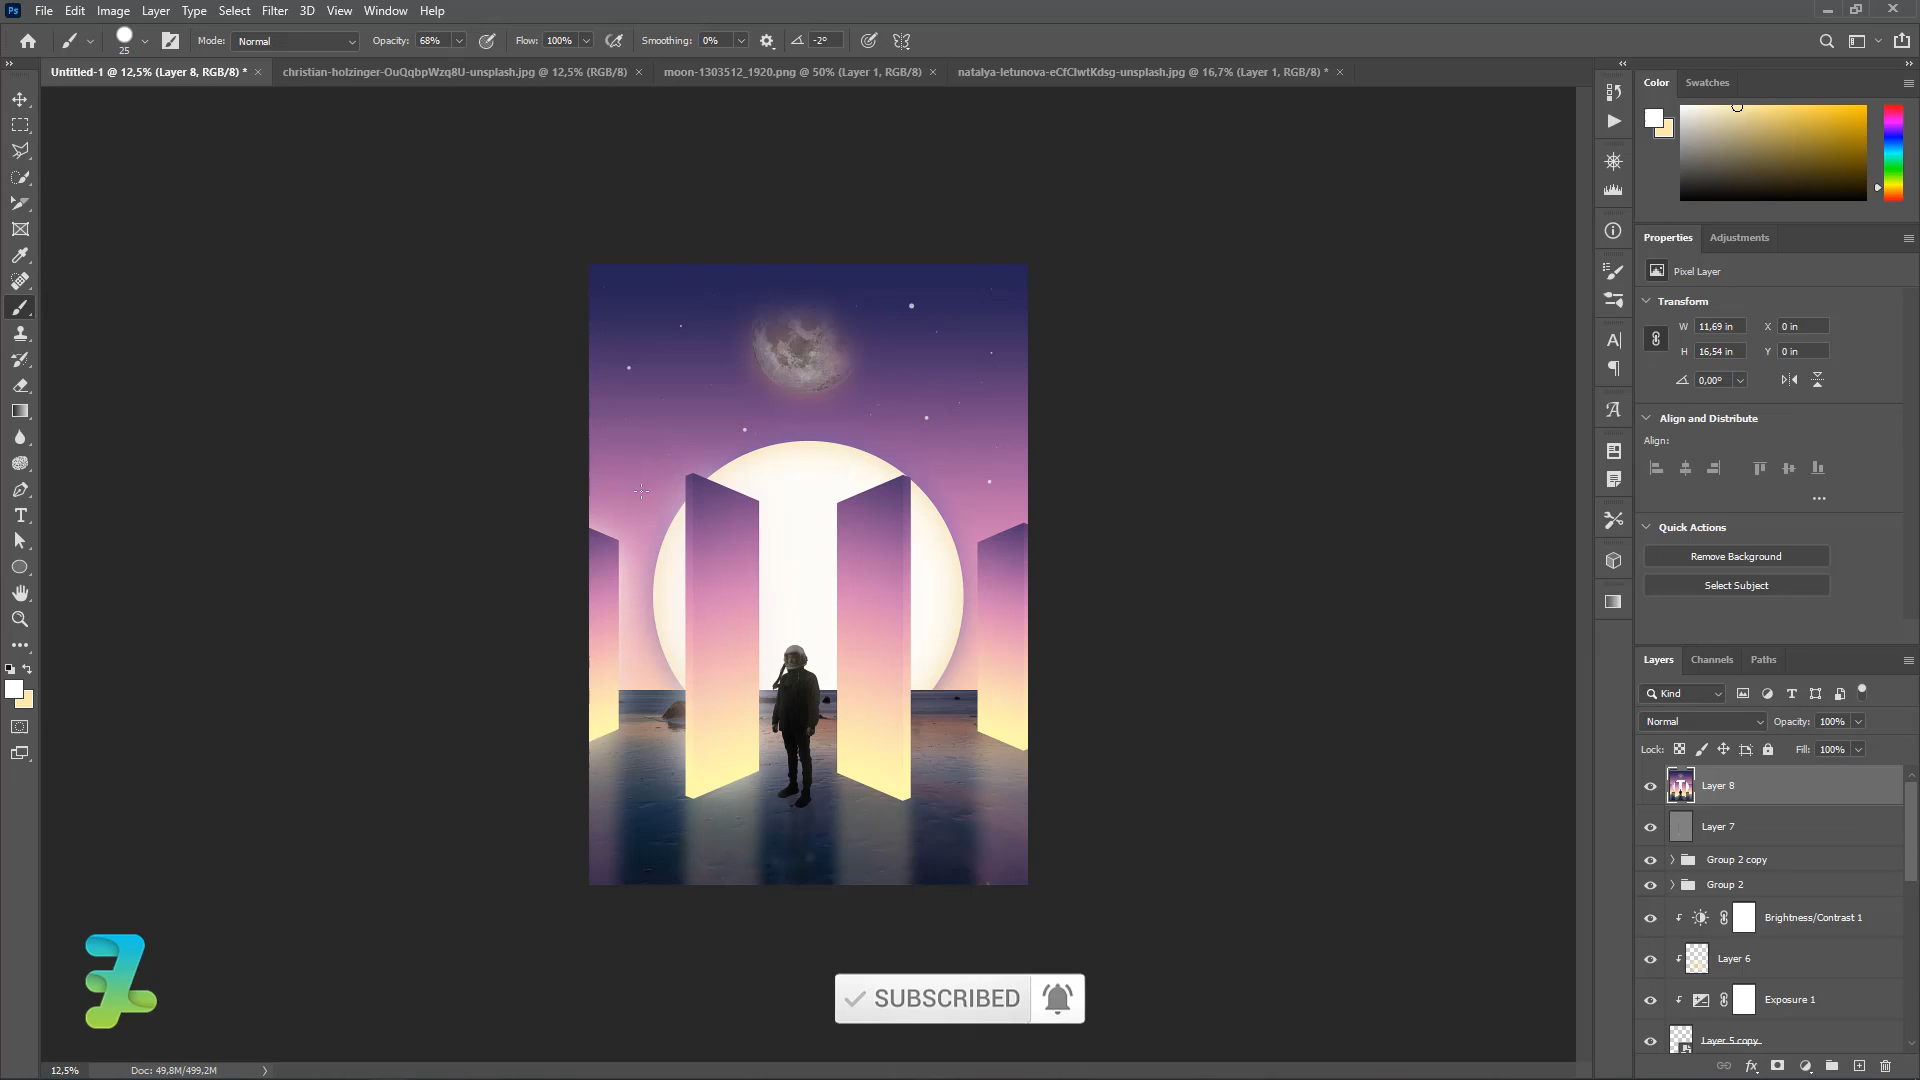 Ps File Edit Image Layer Type Select Filter 3D View Window Help
25 Mode: Normal Opacity: 68% Flow: 100% Smoothing: 0% -2°
Untitled-1 @ 12,5% (Layer 8, RGB/8) * × christian-holzinger-OuQqbpWzq8U-unsplash.jpg @ 12,5% (RGB/8) × moon-1303512_1920.png @ 50% (Layer 1, RGB/8) × natalya-letunova-eCfClwtKdsg-unsplash.jpg @ 16,7% (Layer 1, RGB/8) * ×
Color Swatches
Properties Adjustments
Pixel Layer
Transform
W 11,69 in X 0 in
H 16,54 in Y 0 in
0,00°
Align and Distribute
Align:
Quick Actions
Remove Background
Select Subject
Layers Channels Paths
Kind
Normal Opacity: 100%
Lock: Fill: 100%
Layer 8
Layer 7
Group 2 copy
Group 2
Brightness/Contrast 1
Layer 6
Exposure 1
Layer 5 copy
SUBSCRIBED
12,5% Doc: 49,8M/499,2M